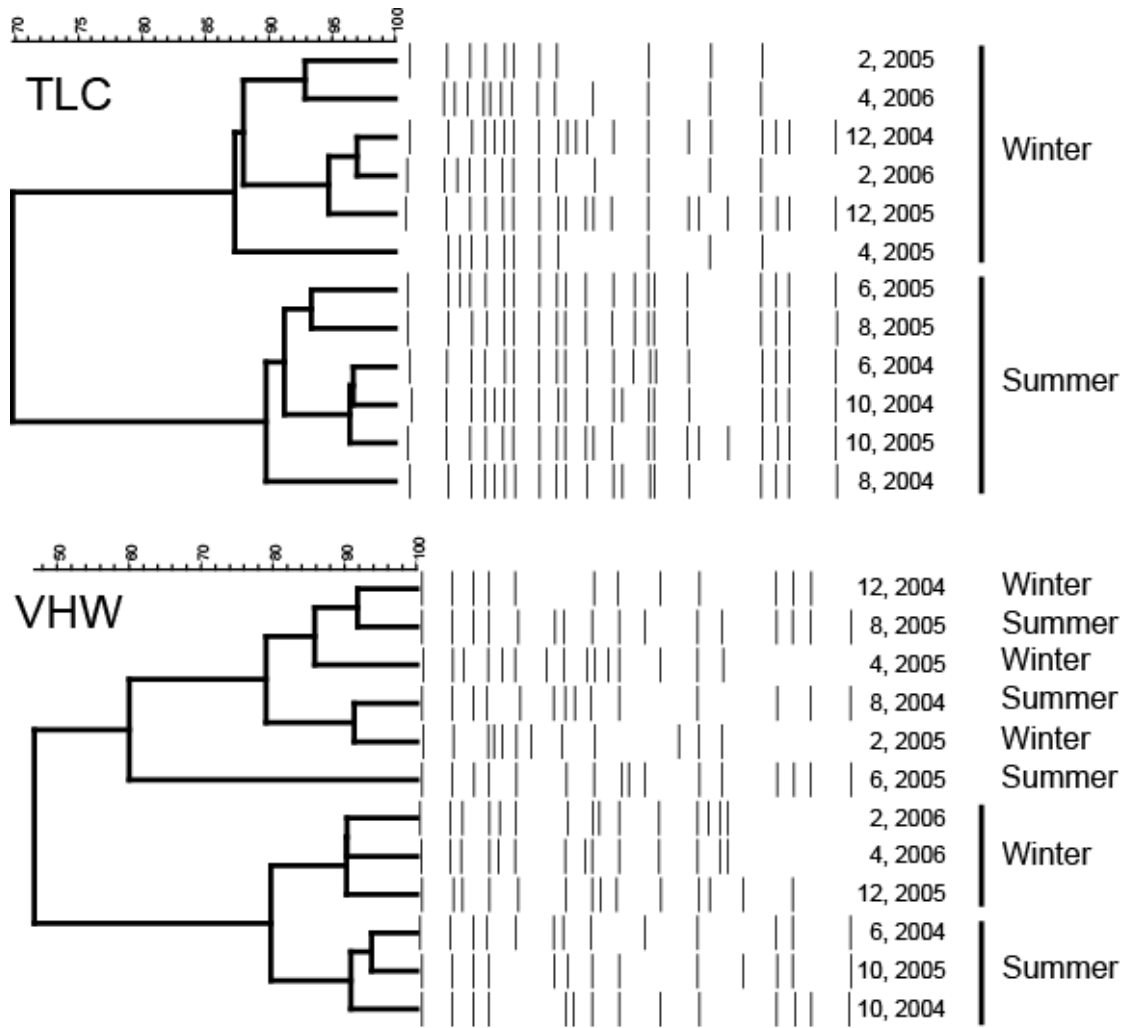 70 80 85 90 95 100
TLC
2, 2005
4, 2006
12, 2004
2, 2006
12, 2005
4, 2005
Winter
6, 2005
8, 2005
6, 2004
10, 2004
10, 2005
8, 2004
Summer
50 60 70 80 90 100
VHW
12, 2004 Winter
8, 2005 Summer
4, 2005 Winter
8, 2004 Summer
2, 2005 Winter
6, 2005 Summer
2, 2006
4, 2006
12, 2005
Winter
6, 2004
10, 2005
10, 2004
Summer